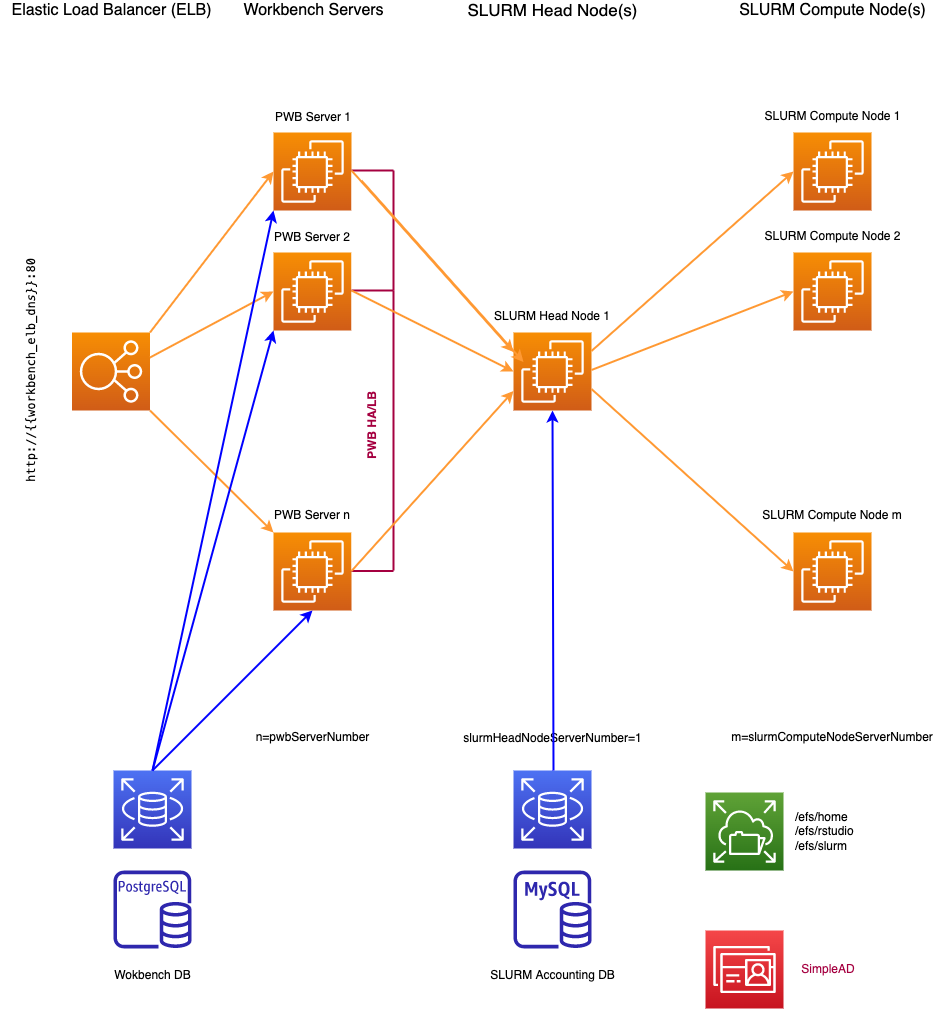 Elastic Load Balancer (ELB)
Workbench Servers
SLURM Head Node(s)
SLURM Compute Node(s)
PWB Server 1
SLURM Compute Node 1
PWB Server 2
SLURM Compute Node 2
http://{{workbench_elb_dns}}:80
SLURM Head Node 1
PWB HA/LB
PWB Server n
SLURM Compute Node m
n=pwbServerNumber
slurmHeadNodeServerNumber=1
m=slurmComputeNodeServerNumber
/efs/home
/efs/rstudio
/efs/slurm
PostgreSQL
MySQL
Wokbench DB
SLURM Accounting DB
SimpleAD